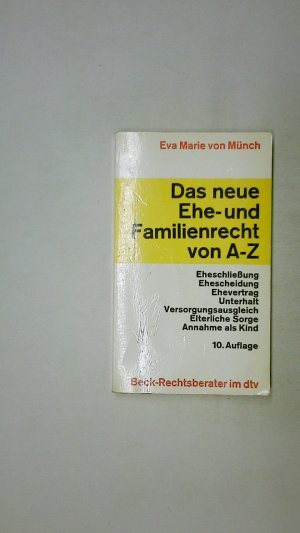 Eva Marie von Münch
Das neue
Ehe- und
Familienrecht
von A-Z
Eheschließung
Ehescheidung
Ehevertrag
Unterhalt
Versorgungsausgleich
Elterliche Sorge
Annahme als Kind
10. Auflage
Beck-Rechtsberater im dtv